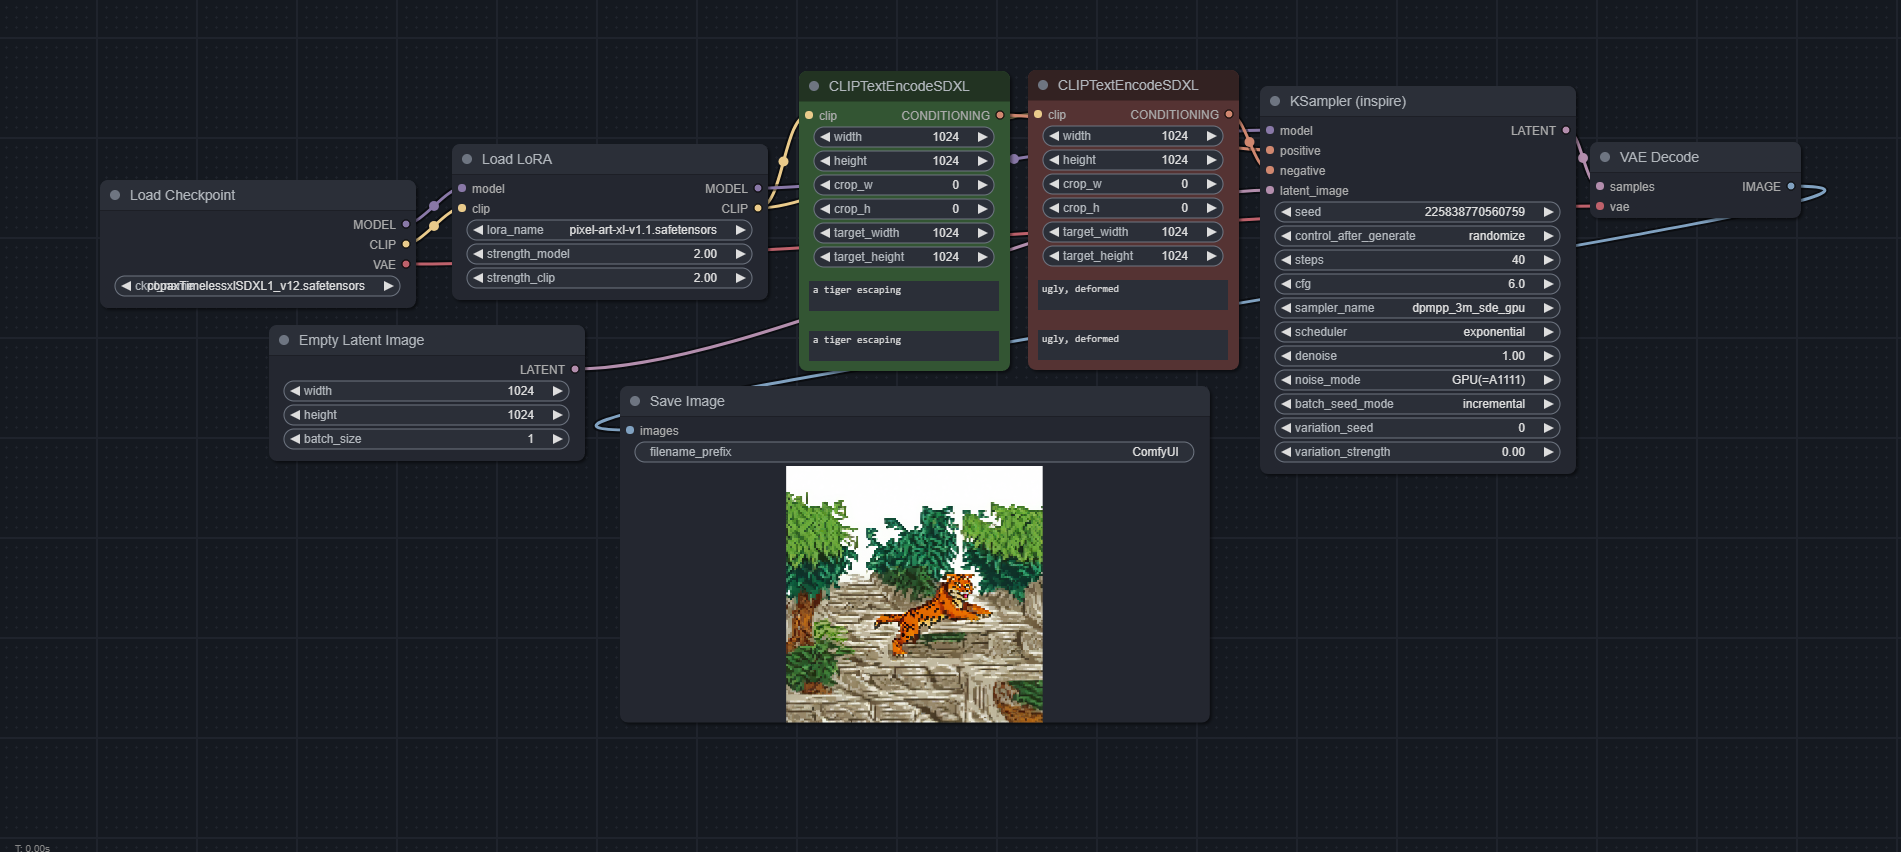 Load Checkpoint
MODEL
CLIP
VAE
Load LoRA
model MODEL
clip CLIP
lora_name pixel-art-xl-v1.1.safetensors
strength_model 2.00
strength_clip 2.00
Empty Latent Image
LATENT
width 1024
height 1024
batch_size 1
CLIPTextEncodeSDXL
clip CONDITIONING
width 1024
height 1024
crop_w 0
crop_h 0
target_width 1024
target_height 1024
a tiger escaping
a tiger escaping
CLIPTextEncodeSDXL
clip CONDITIONING
width 1024
height 1024
crop_w 0
crop_h 0
target_width 1024
target_height 1024
ugly, deformed
ugly, deformed
Save Image
images
filename_prefix ComfyUI
KSampler (inspire)
model LATENT
positive
negative
latent_image
seed 225838770560759
control_after_generate randomize
steps 40
cfg 6.0
sampler_name dpmpp_3m_sde_gpu
scheduler exponential
denoise 1.00
noise_mode GPU(=A1111)
batch_seed_mode incremental
variation_seed 0
variation_strength 0.00
VAE Decode
samples IMAGE
vae
T: 0.00s